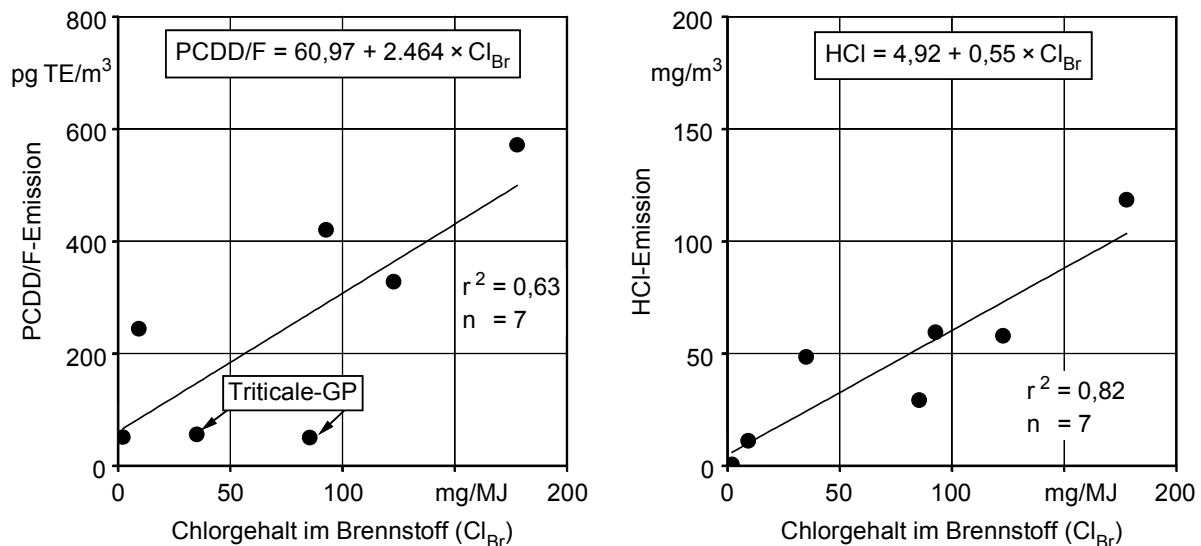 800
pg TE/m³
600
400
200
0
PCDD/F-Emission
PCDD/F = 60,97 + 2.464 × Cl_Br
r² = 0,63
n = 7
Triticale-GP
0 50 100 mg/MJ 200
Chlorgehalt im Brennstoff (Cl_Br)
200
mg/m³
150
100
50
0
HCl-Emission
HCl = 4,92 + 0,55 × Cl_Br
r² = 0,82
n = 7
0 50 100 mg/MJ 200
Chlorgehalt im Brennstoff (Cl_Br)